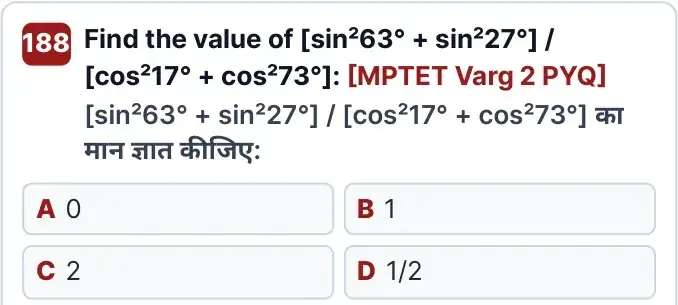 188 Find the value of [sin²63° + sin²27°] /
[cos²17° + cos²73°]: [MPTET Varg 2 PYQ]
[sin²63° + sin²27°] / [cos²17° + cos²73°] का
मान ज्ञात कीजिए:
A 0
B 1
C 2
D 1/2